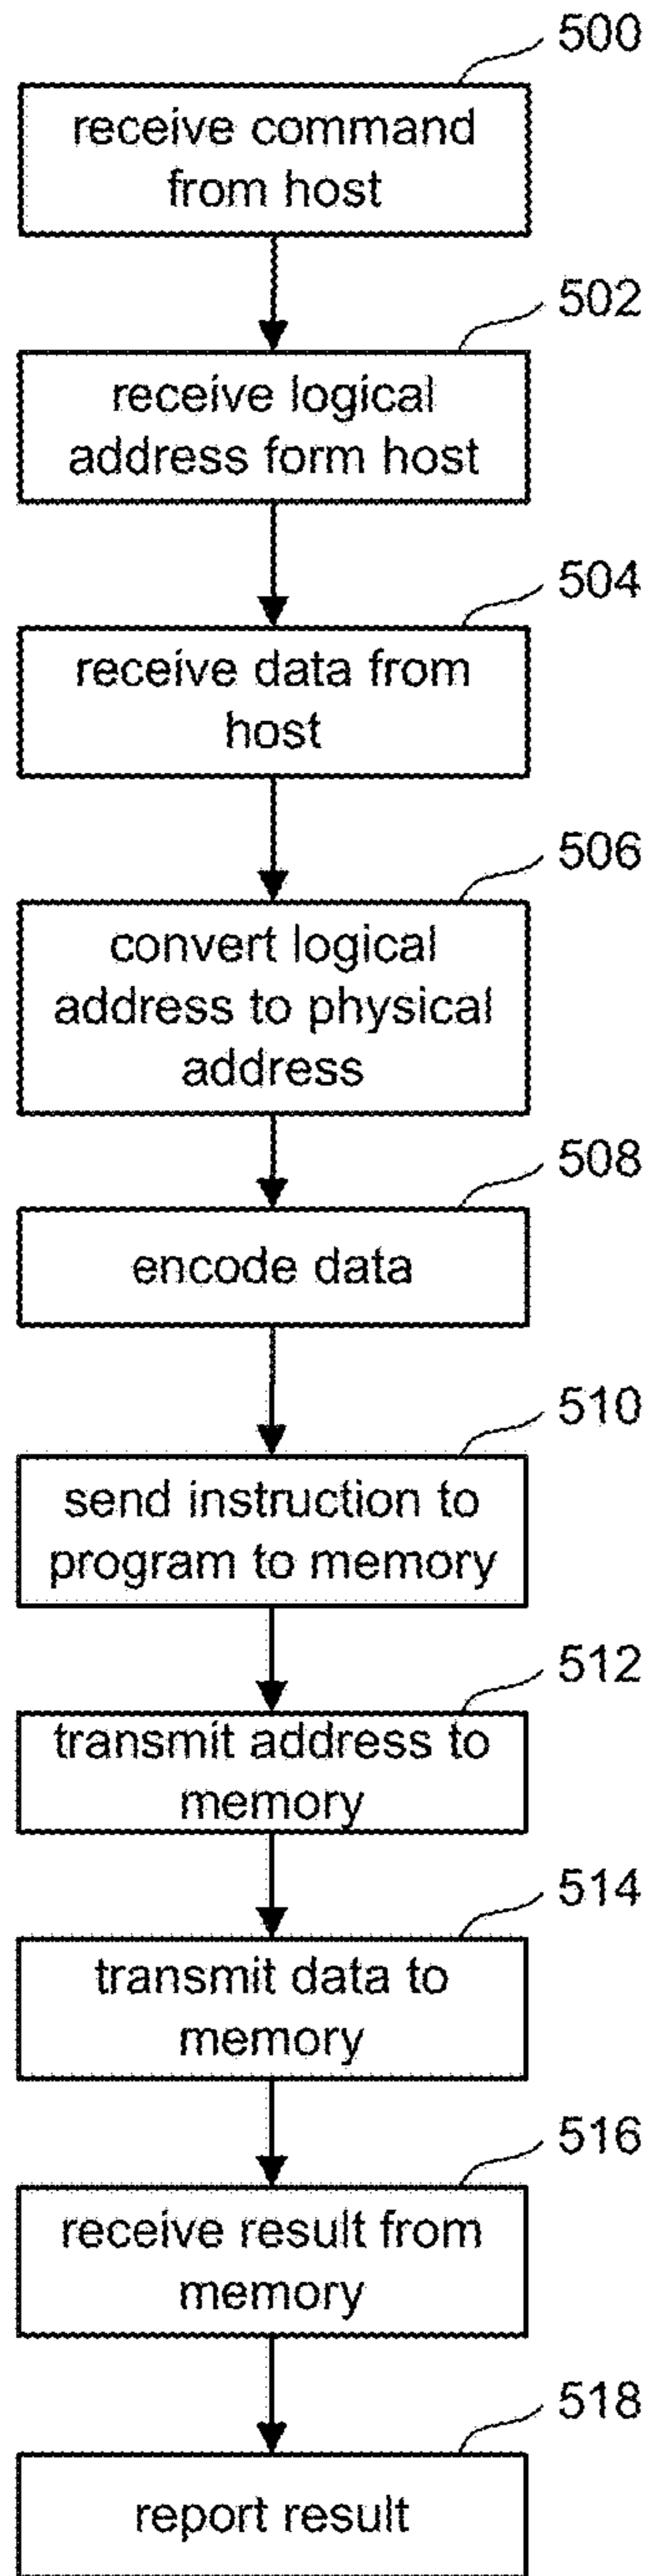 500
receive command
from host
502
receive logical
address form host
504
receive data from
host
506
convert logical
address to physical
address
508
encode data
510
send instruction to
program to memory
512
transmit address to
memory
514
transmit data to
memory
516
receive result from
memory
518
report result